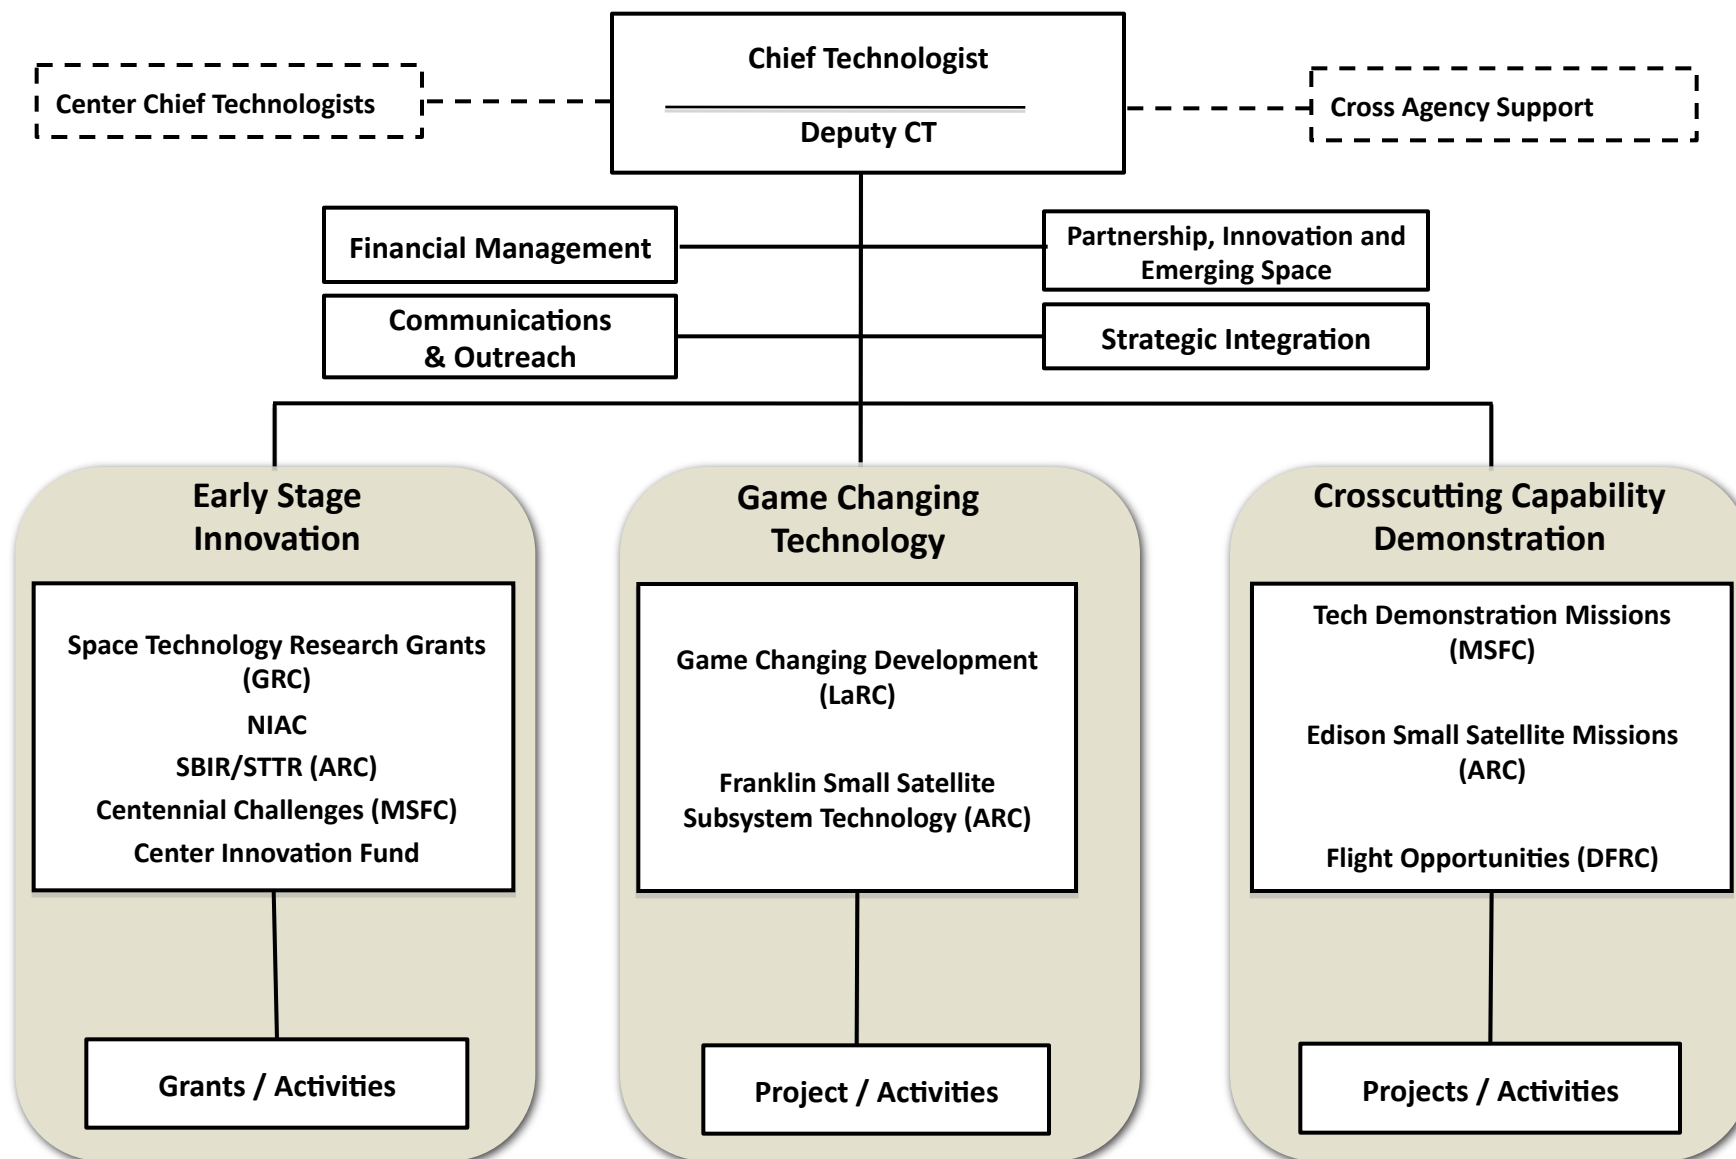 Chief Technologist
Deputy CT
Center Chief Technologists
Cross Agency Support
Financial Management
Partnership, Innovation and
Emerging Space
Communications
& Outreach
Strategic Integration
Early Stage
Innovation
Space Technology Research Grants
(GRC)
NIAC
SBIR/STTR (ARC)
Centennial Challenges (MSFC)
Center Innovation Fund
Grants / Activities
Game Changing
Technology
Game Changing Development
(LaRC)
Franklin Small Satellite
Subsystem Technology (ARC)
Project / Activities
Crosscutting Capability
Demonstration
Tech Demonstration Missions
(MSFC)
Edison Small Satellite Missions
(ARC)
Flight Opportunities (DFRC)
Projects / Activities